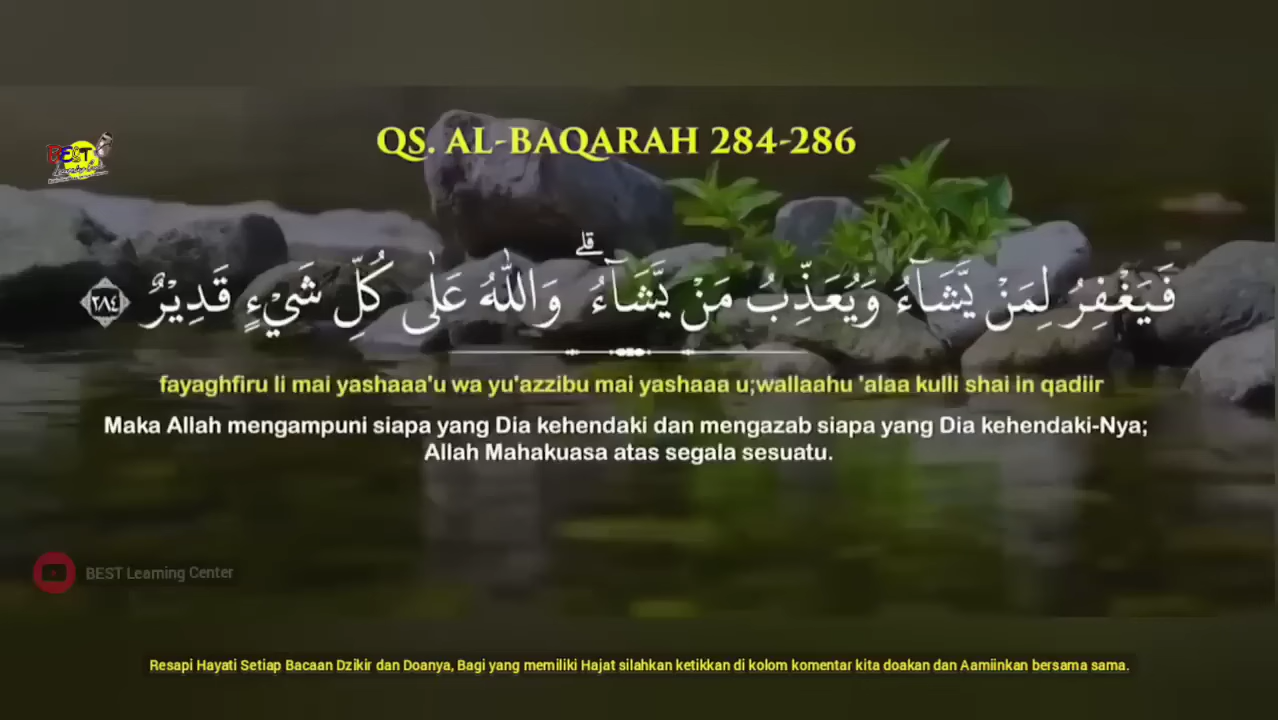 BEST
QS. AL-BAQARAH 284-286
فَيَغْفِرُ لِمَنْ يَّشَاۤءُ وَيُعَذِّبُ مَنْ يَّشَاۤءُ ۗ وَاللّٰهُ عَلٰى كُلِّ شَيْءٍ قَدِيْرٌ ٢٨٤
fayaghfiru li mai yashaaa'u wa yu'azzibu mai yashaaa u;wallaahu 'alaa kulli shai in qadiir
Maka Allah mengampuni siapa yang Dia kehendaki dan mengazab siapa yang Dia kehendaki-Nya;
Allah Mahakuasa atas segala sesuatu.
BEST Learning Center
Resapi Hayati Setiap Bacaan Dzikir dan Doanya, Bagi yang memiliki Hajat silahkan ketikkan di kolom komentar kita doakan dan Aamiinkan bersama sama.